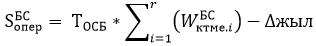 S^{БС}_{опер} = Т_{ОСБ} * \sum_{i=1}^{r} (W^{БС}_{ктме.i}) − Δжыл